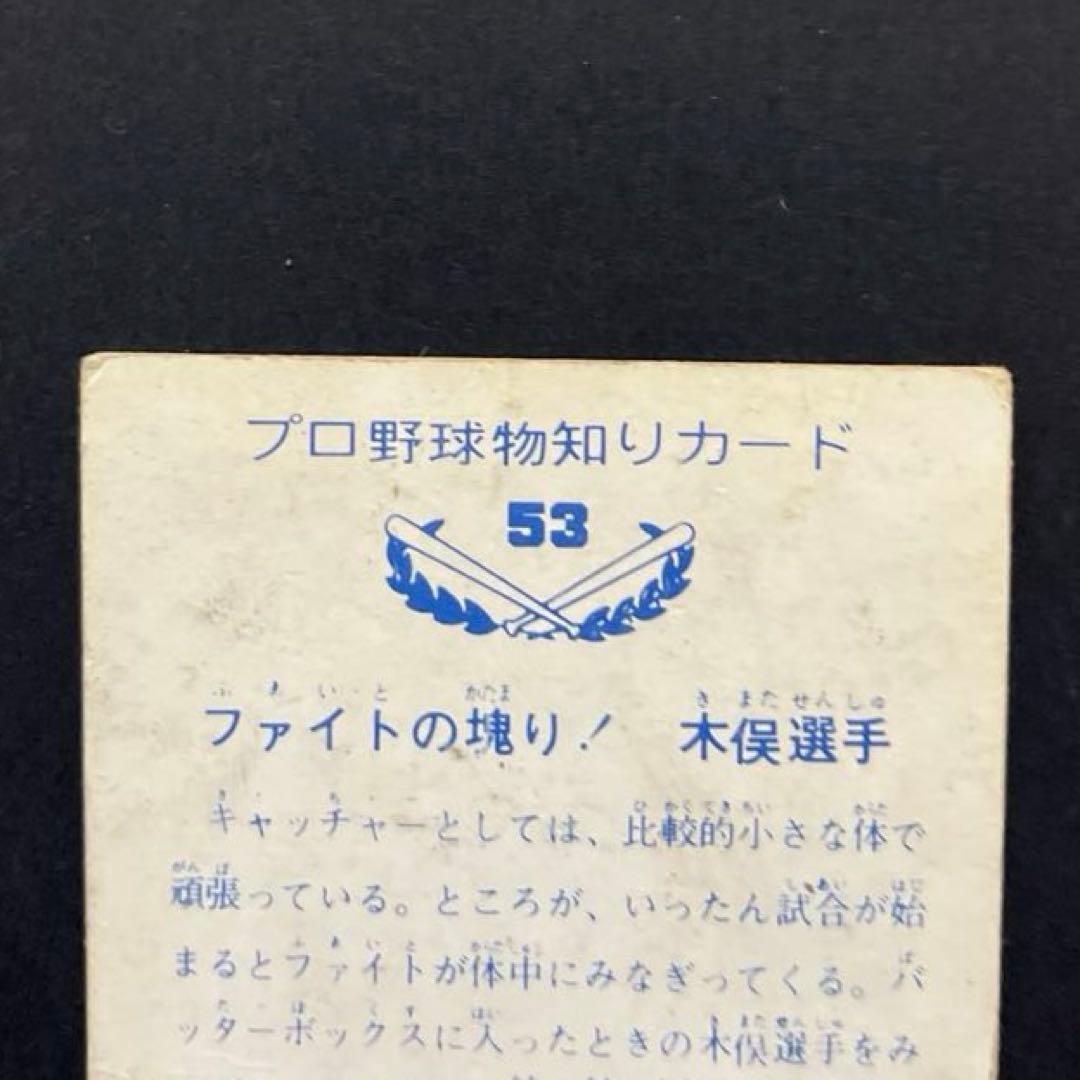 プロ野球物知りカード
53
ファイトの塊り! 木俣選手
キャッチャーとしては、比較的小さな体で
頑張っている。ところが、いったん試合が始
まるとファイトが体中にみなぎってくる。バ
ッターボックスに入ったときの木俣選手をみ